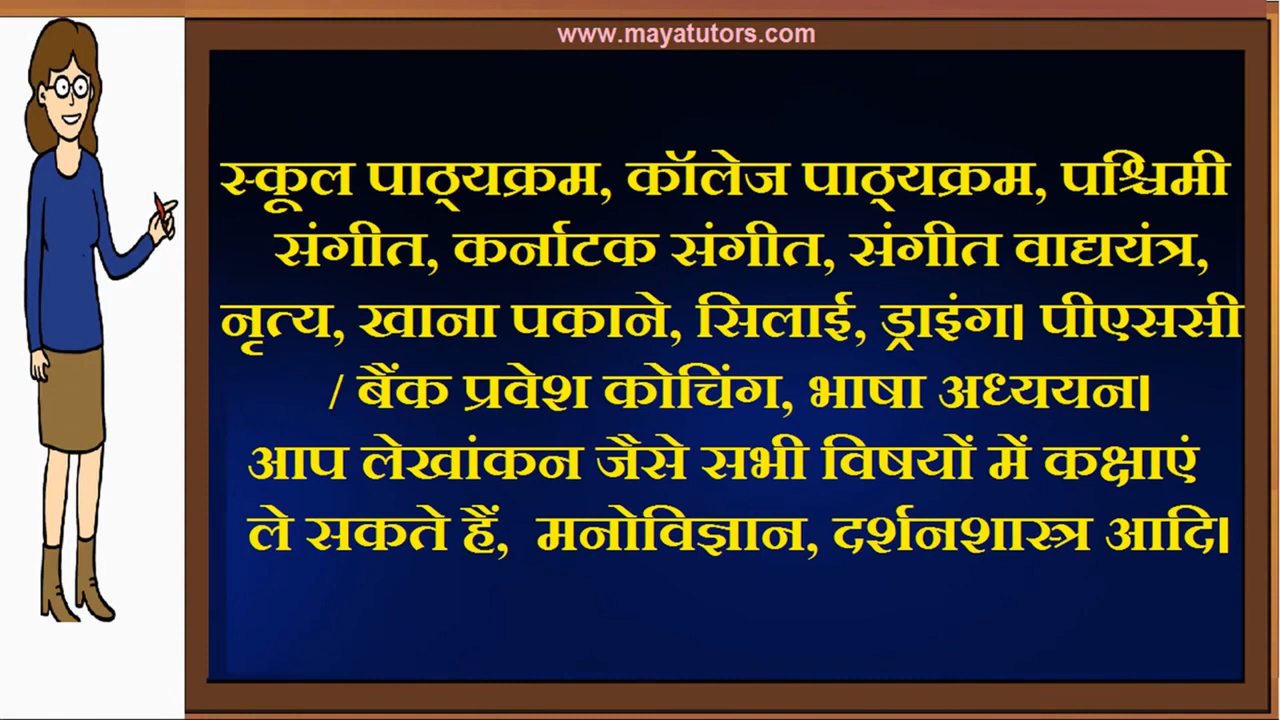 www.mayatutors.com
स्कूल पाठ्यक्रम, कॉलेज पाठ्यक्रम, पश्चिमी
संगीत, कर्नाटक संगीत, संगीत वाद्ययंत्र,
नृत्य, खाना पकाने, सिलाई, ड्राइंग। पीएससी
/ बैंक प्रवेश कोचिंग, भाषा अध्ययन।
आप लेखांकन जैसे सभी विषयों में कक्षाएं
ले सकते हैं, मनोविज्ञान, दर्शनशास्त्र आदि।